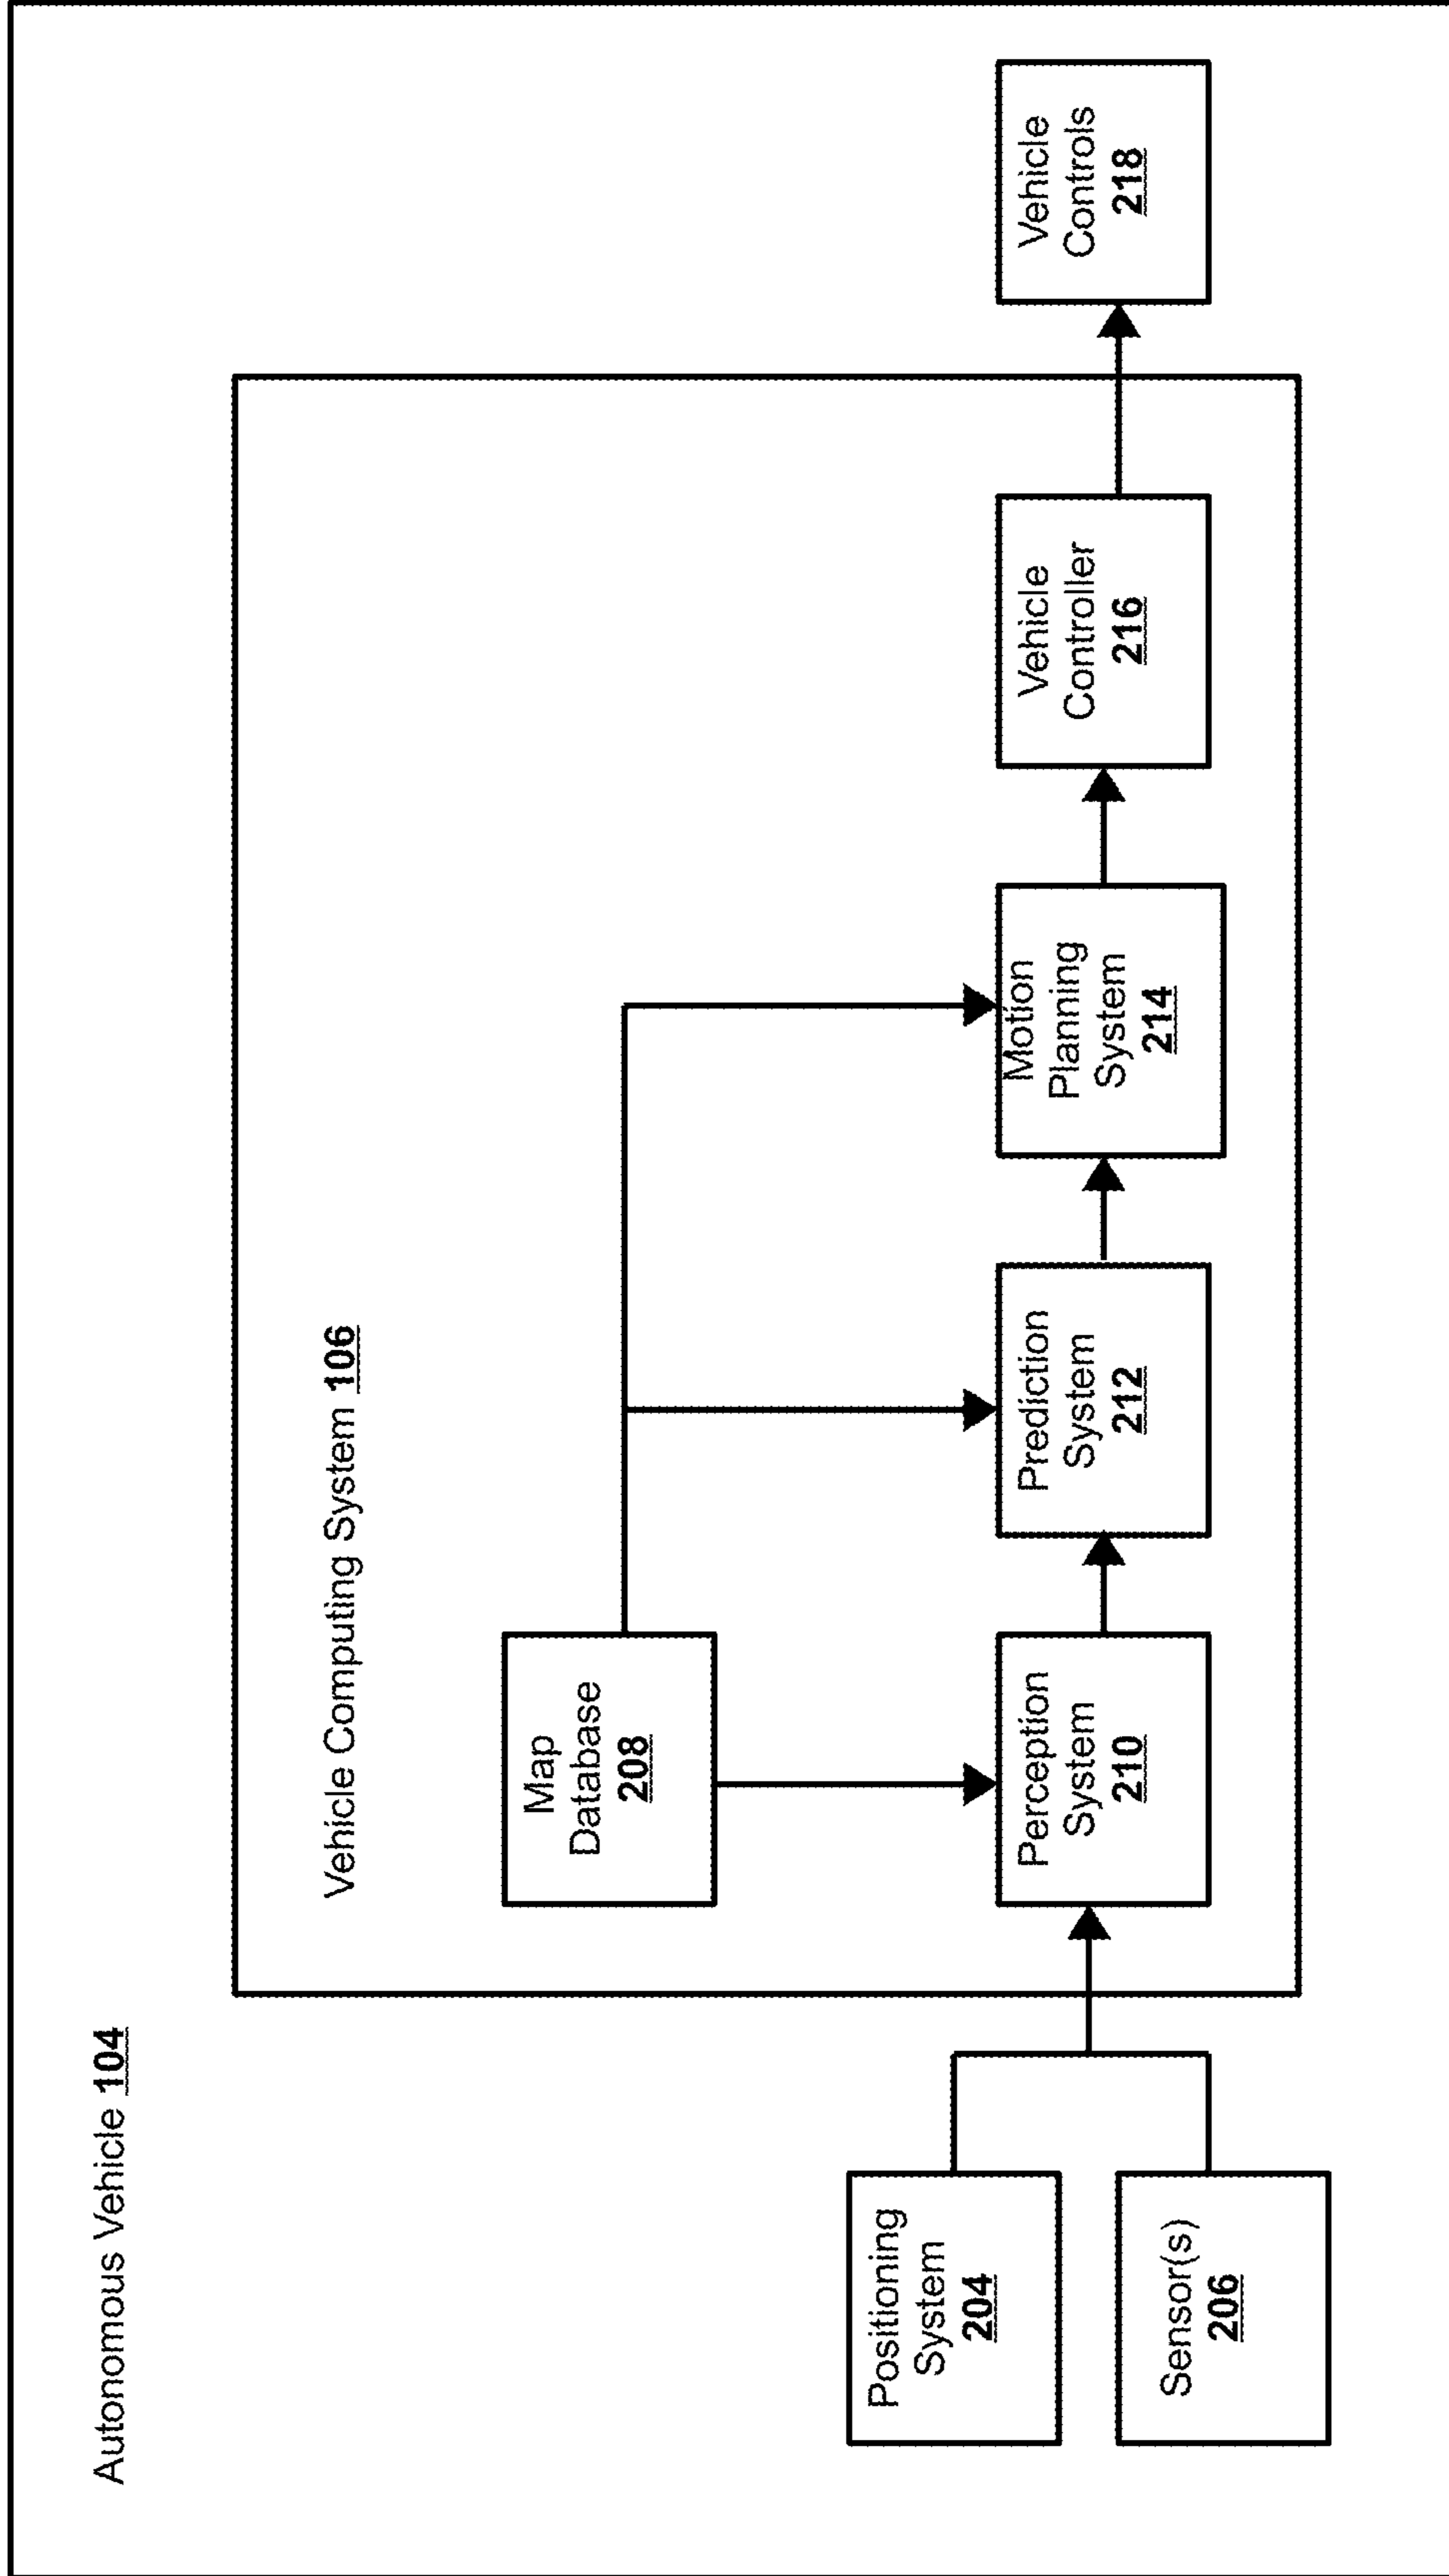 Autonomous Vehicle 104
Vehicle Computing System 106
Map
Database
208
Positioning
System
204
Sensor(s)
206
Perception
System
210
Prediction
System
212
Motion
Planning
System
214
Vehicle
Controller
216
Vehicle
Controls
218